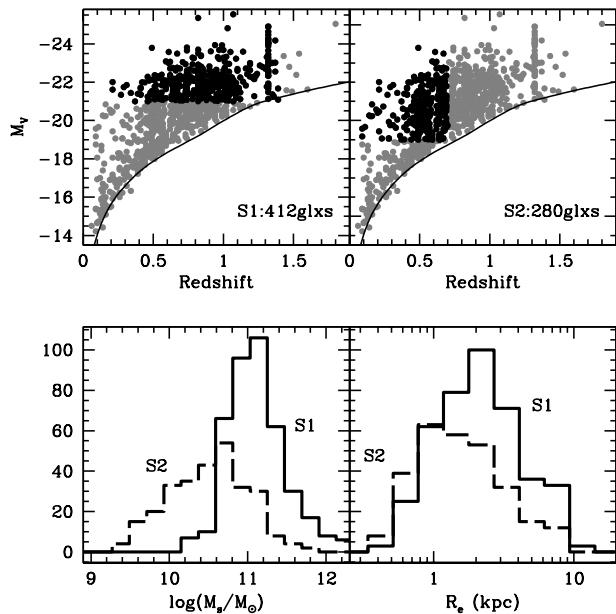 -24
-22
-20
-18
-16
-14
M_v
S1:412glxs
S2:280glxs
0 0.5 1 1.5 0 0.5 1 1.5
Redshift Redshift
100
80
60
40
20
0
S2
S1
S2
S1
9 10 11 12 1 10
log(M_s/M_⊙) R_e (kpc)